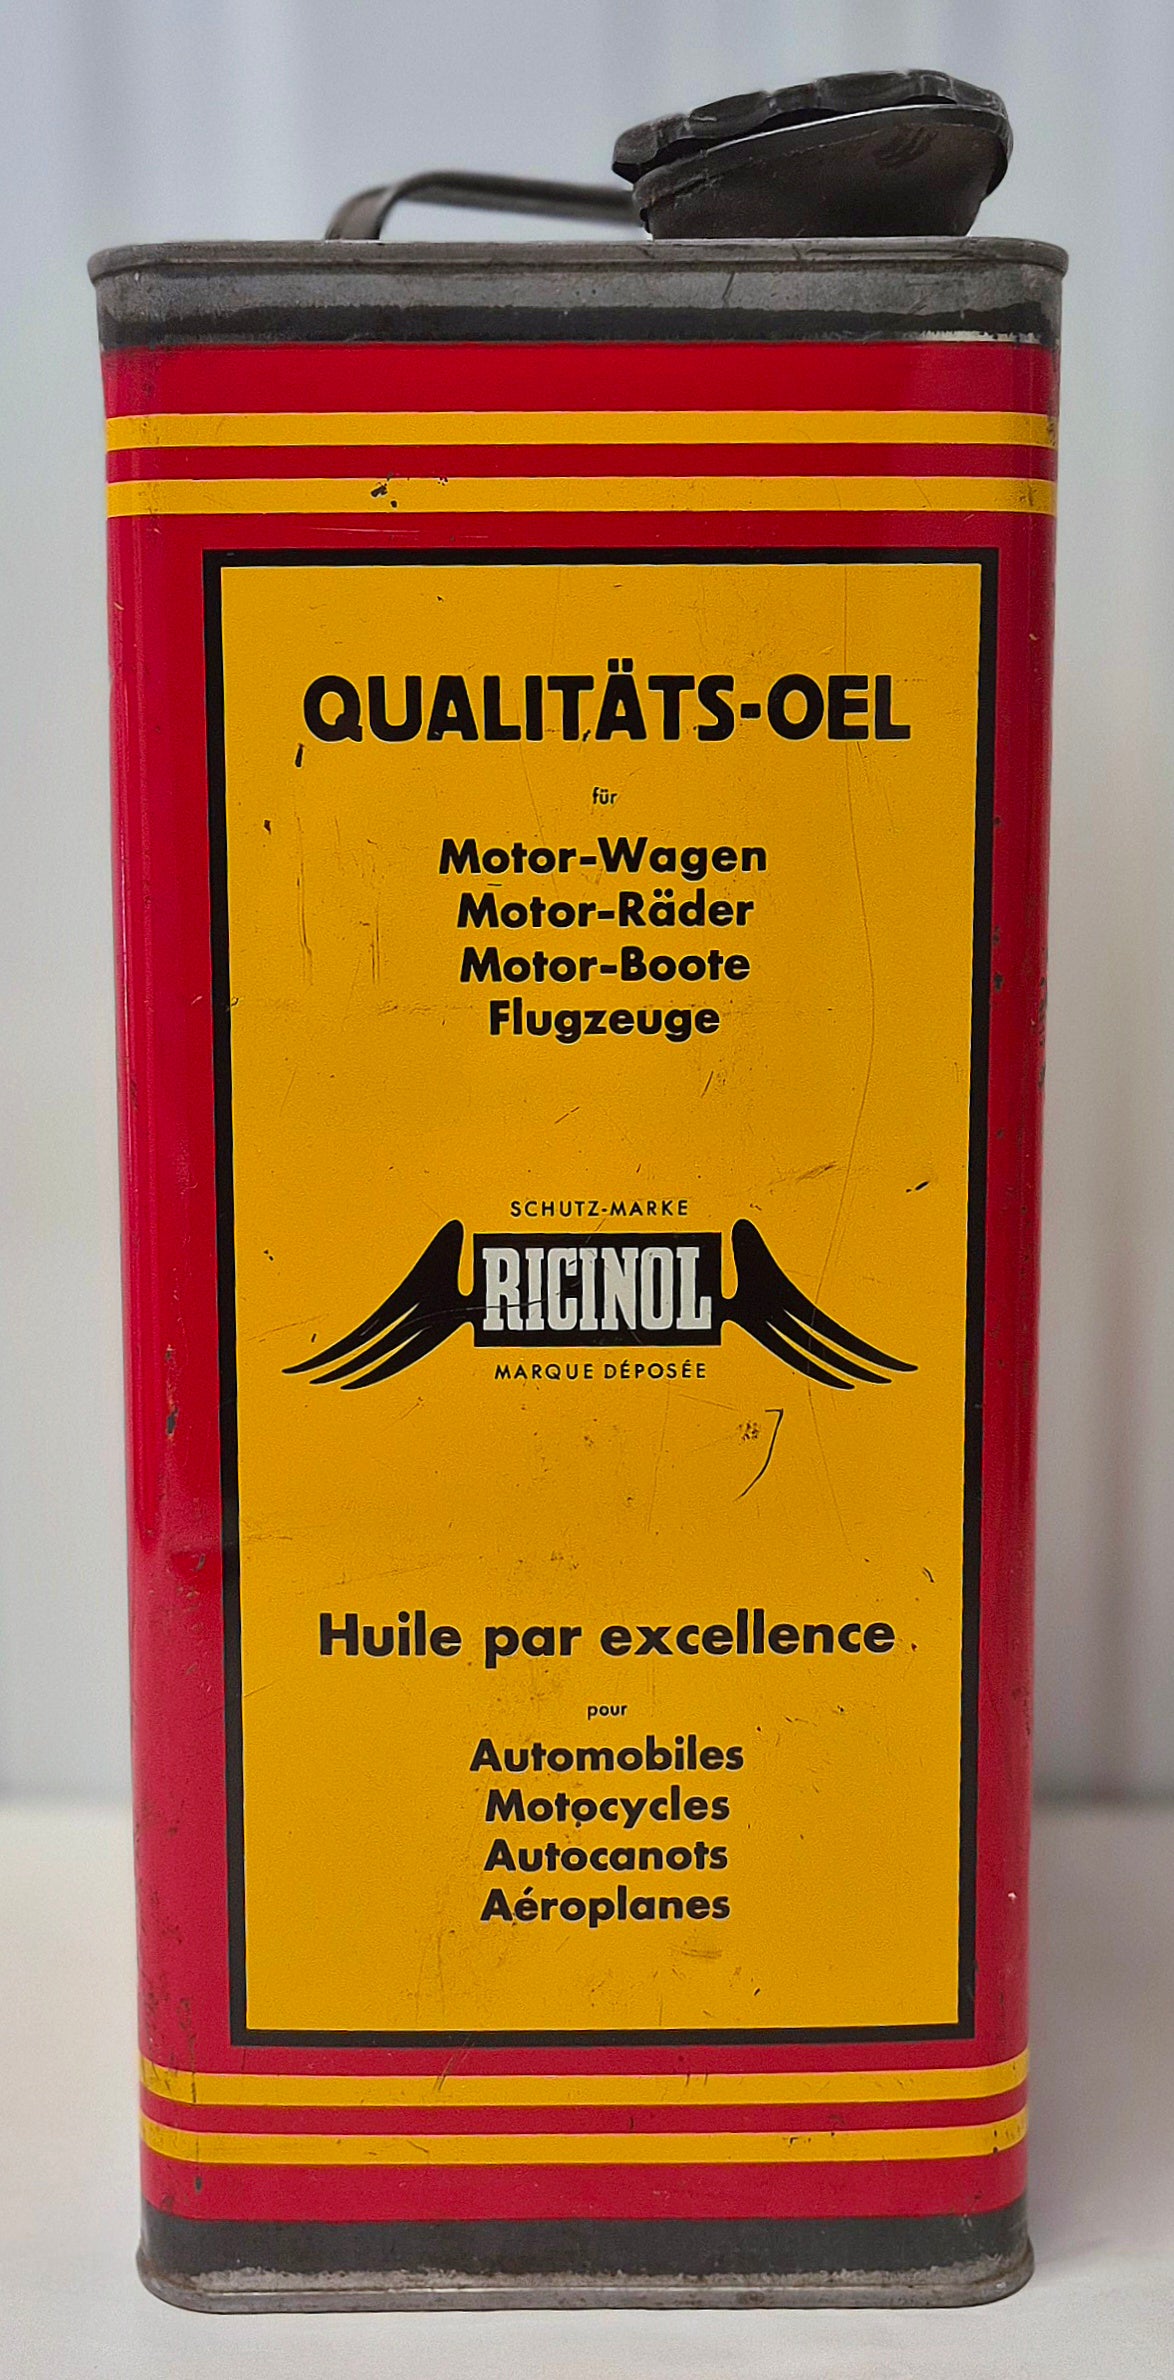 QUALITÄTS-OEL
für
Motor-Wagen
Motor-Räder
Motor-Boote
Flugzeuge
SCHUTZ-MARKE
RICINOL
MARQUE DÉPOSÉE
Huile par excellence
pour
Automobiles
Motocycles
Autocanots
Aéroplanes